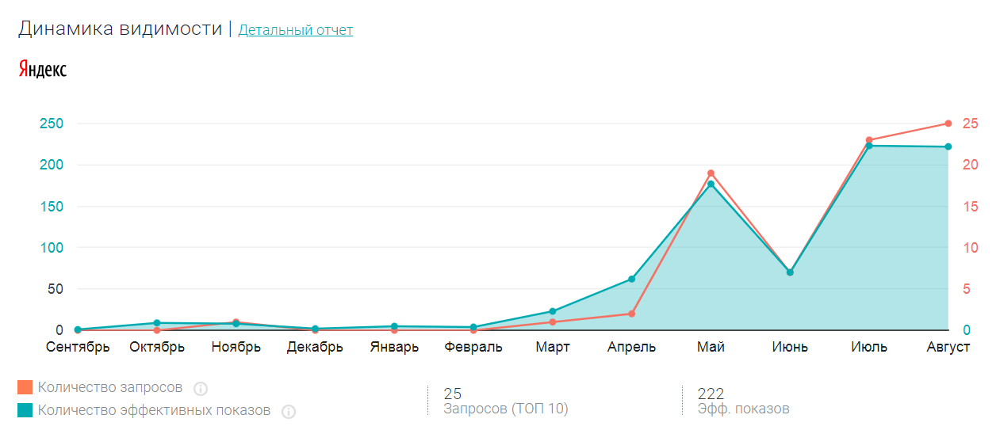 Динамика видимости | Детальный отчет
Яндекс
250 25
200 20
150 15
100 10
50 5
0 0
Сентябрь Октябрь Ноябрь Декабрь Январь Февраль Март Апрель Май Июнь Июль Август
Количество запросов
Количество эффективных показов
25
Запросов (ТОП 10)
222
Эфф. показов